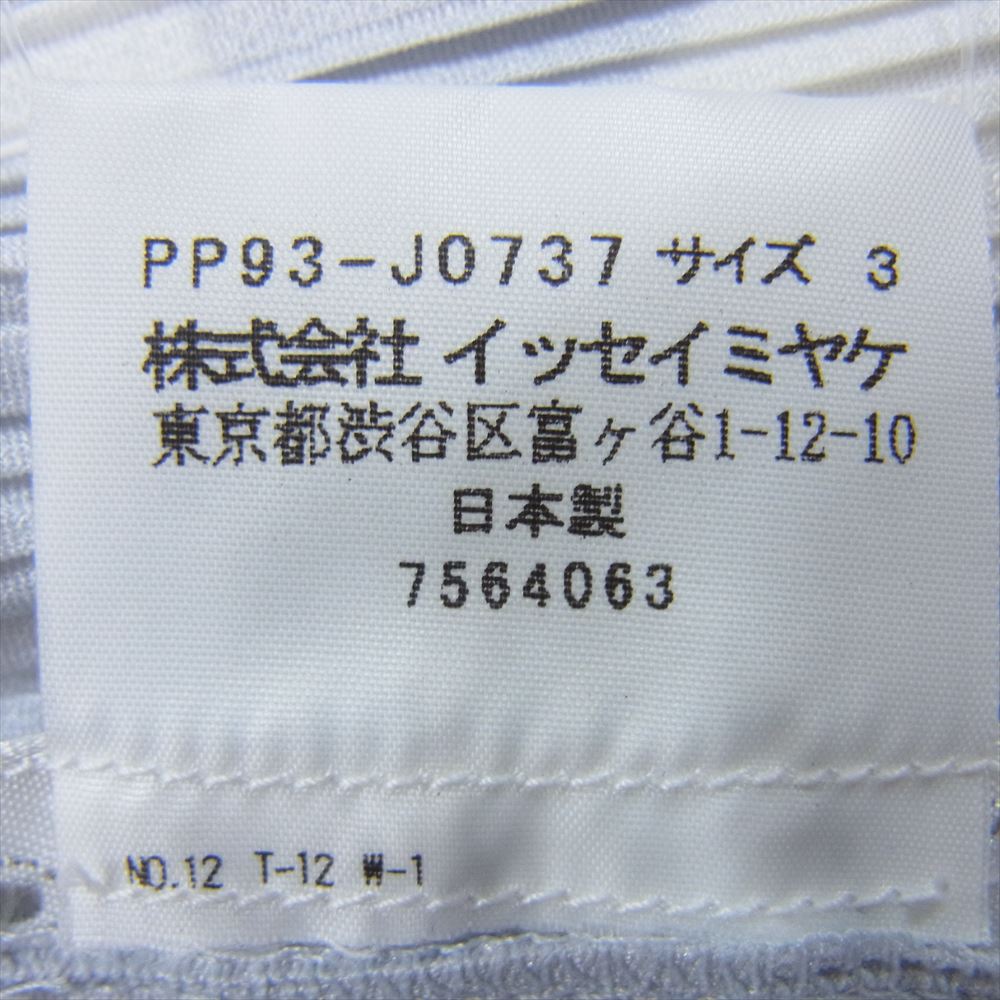 PP93-J0737 サイズ 3
株式会社 イッセイミヤケ
東京都渋谷区富ヶ谷1-12-10
日本製
7564063
NO.12 T-12 W-1